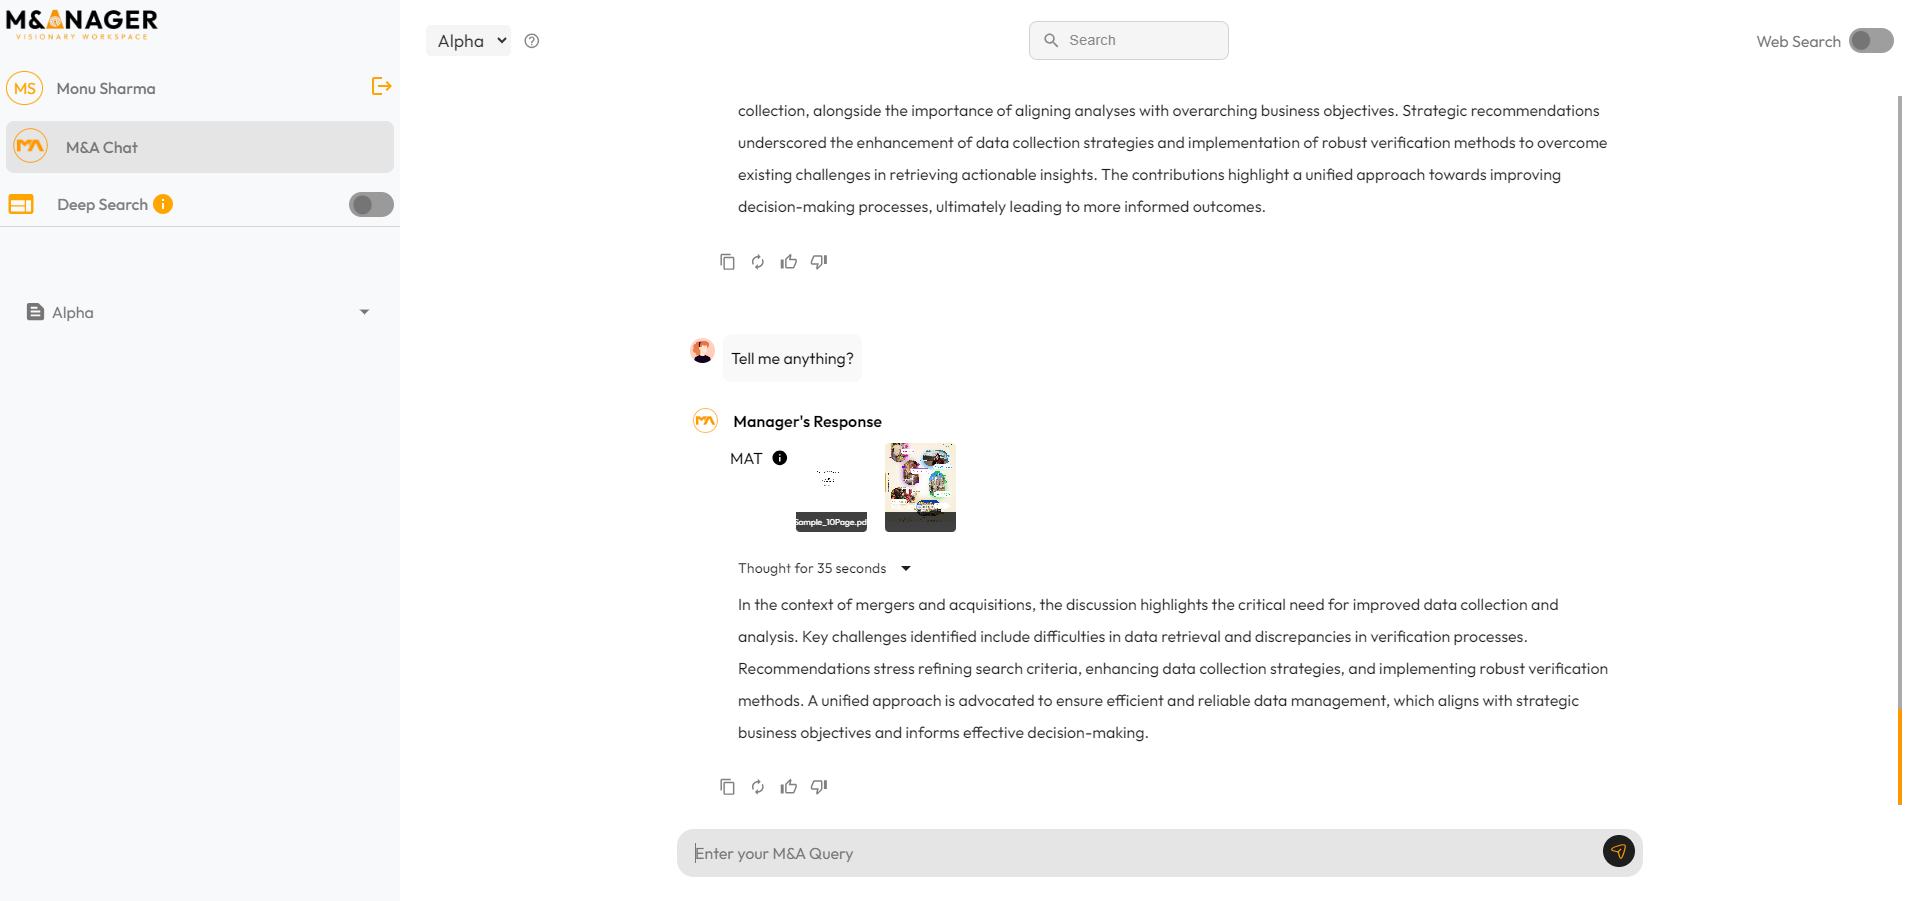 M&ANAGER
VISIONARY WORKSPACE
MS Monu Sharma
M&A Chat
Deep Search
Alpha
Alpha
Search
Web Search
collection, alongside the importance of aligning analyses with overarching business objectives. Strategic recommendations
underscored the enhancement of data collection strategies and implementation of robust verification methods to overcome
existing challenges in retrieving actionable insights. The contributions highlight a unified approach towards improving
decision-making processes, ultimately leading to more informed outcomes.
Tell me anything?
MA Manager's Response
MAT
Sample_10Page.pd
Thought for 35 seconds
In the context of mergers and acquisitions, the discussion highlights the critical need for improved data collection and
analysis. Key challenges identified include difficulties in data retrieval and discrepancies in verification processes.
Recommendations stress refining search criteria, enhancing data collection strategies, and implementing robust verification
methods. A unified approach is advocated to ensure efficient and reliable data management, which aligns with strategic
business objectives and informs effective decision-making.
Enter your M&A Query